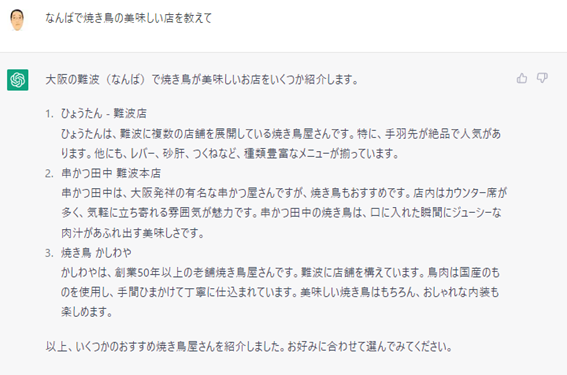 なんばで焼き鳥の美味しい店を教えて
大阪の難波（なんば）で焼き鳥が美味しいお店をいくつか紹介します。
1. ひょうたん - 難波店
ひょうたんは、難波に複数の店舗を展開している焼き鳥屋さんです。特に、手羽先が絶品で人気があ
ります。他にも、レバー、砂肝、つくねなど、種類豊富なメニューが揃っています。
2. 串かつ田中 難波本店
串かつ田中は、大阪発祥の有名な串かつ屋さんですが、焼き鳥もおすすめです。店内はカウンター席が
多く、気軽に立ち寄れる雰囲気が魅力です。串かつ田中の焼き鳥は、口に入れた瞬間にジューシーな
肉汁があふれ出す美味しさです。
3. 焼き鳥 かしわや
かしわやは、創業50年以上の老舗焼き鳥屋さんです。難波に店舗を構えています。鳥肉は国産のも
のを使用し、手間ひまかけて丁寧に仕込まれています。美味しい焼き鳥はもちろん、おしゃれな内装も
楽しめます。
以上、いくつかのおすすめ焼き鳥屋さんを紹介しました。お好みに合わせて選んでみてください。